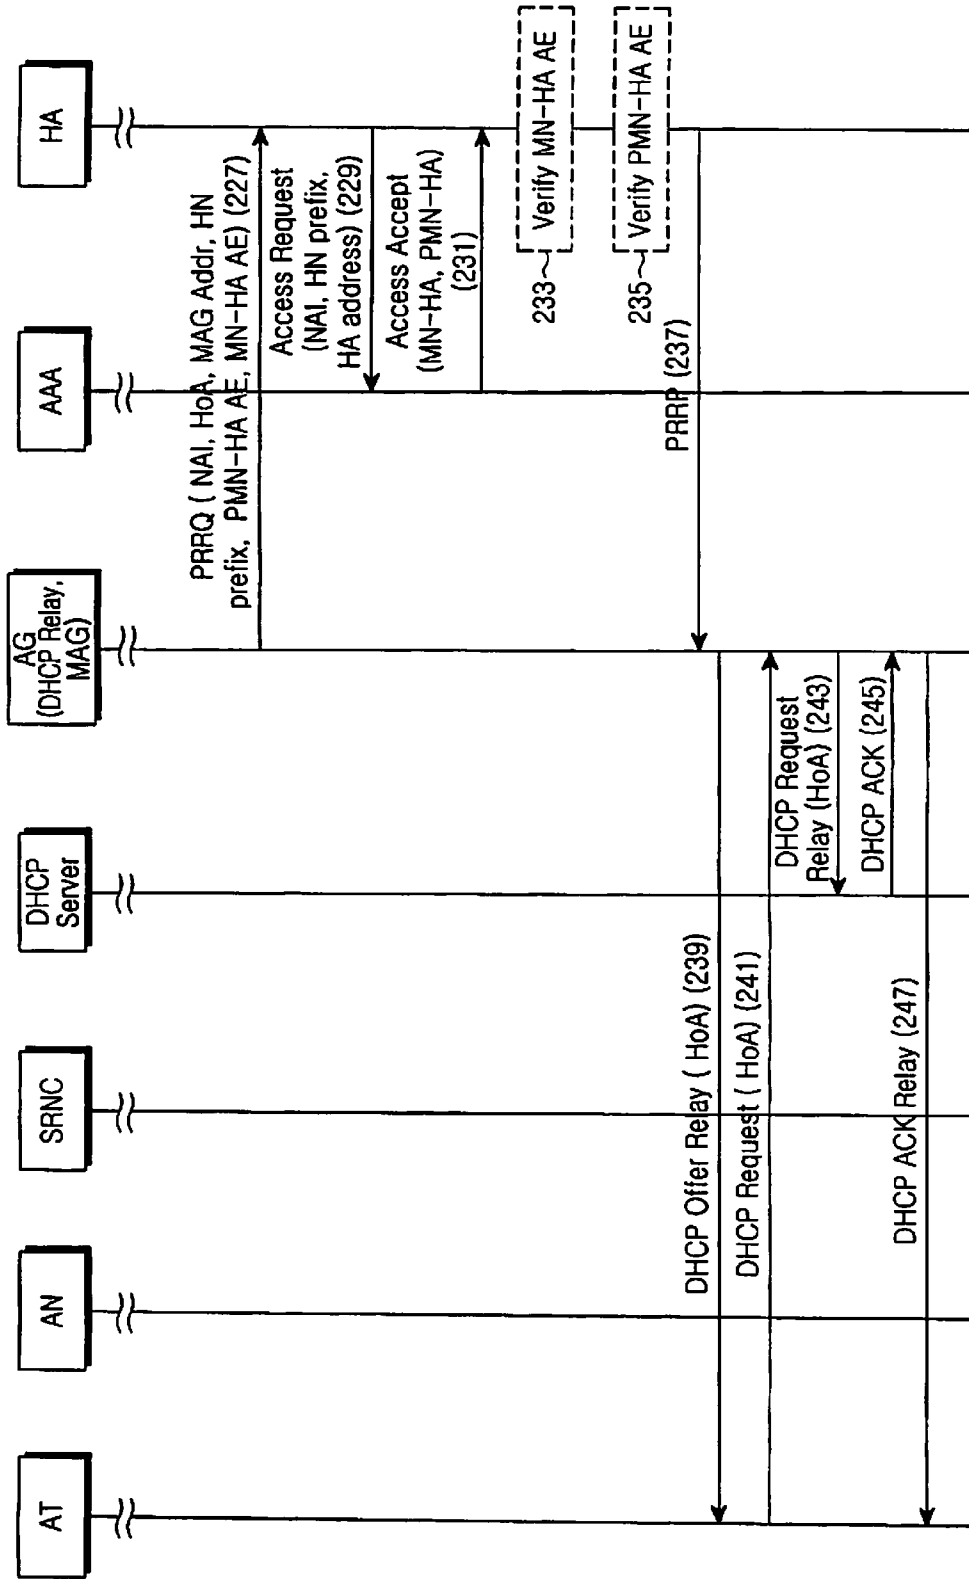 AT
AN
SRNC
DHCP
Server
AG
(DHCP Relay,
MAG)
AAA
HA
PRRQ ( NAI, HoA, MAG Addr, HN
prefix, PMN-HA AE, MN-HA AE) (227)
Access Request
(NAI, HN prefix,
HA address) (229)
Access Accept
(MN-HA, PMN-HA)
(231)
233
Verify MN-HA AE
235
Verify PMN-HA AE
PRRP (237)
DHCP Offer Relay ( HoA) (239)
DHCP Request ( HoA) (241)
DHCP Request
Relay (HoA) (243)
DHCP ACK (245)
DHCP ACK Relay (247)